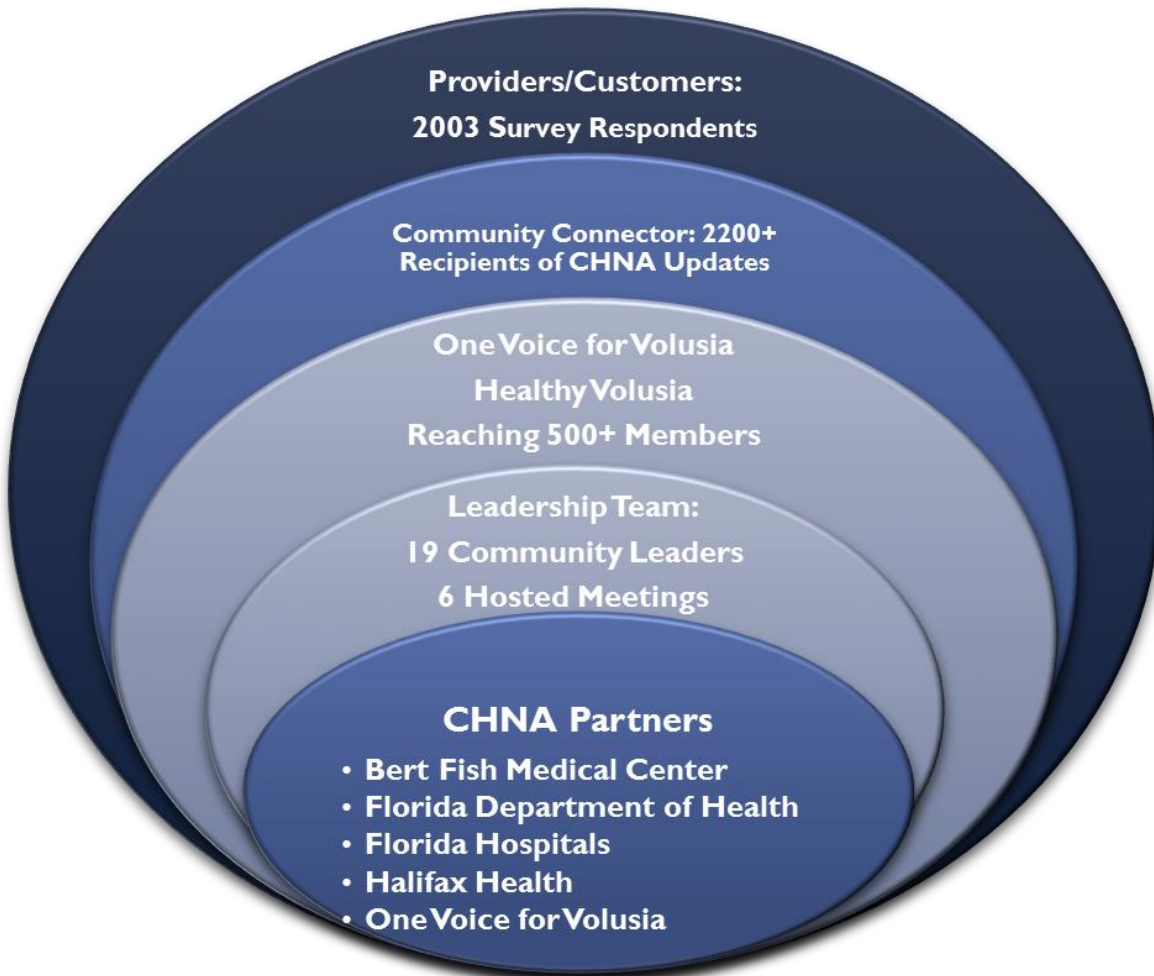 Providers/Customers:
2003 Survey Respondents
Community Connector: 2200+
Recipients of CHNA Updates
One Voice for Volusia
Healthy Volusia
Reaching 500+ Members
Leadership Team:
19 Community Leaders
6 Hosted Meetings
CHNA Partners
• Bert Fish Medical Center
• Florida Department of Health
• Florida Hospitals
• Halifax Health
• One Voice for Volusia